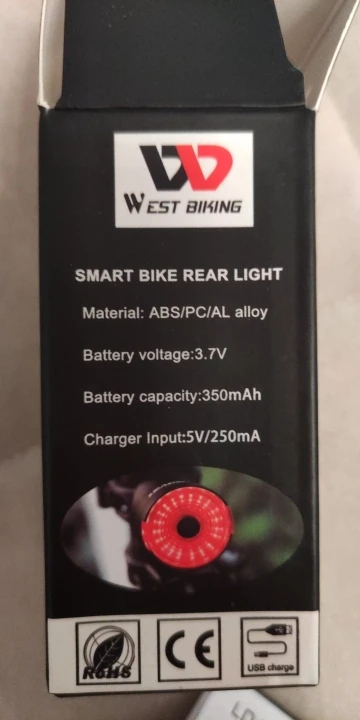 WEST BIKING
SMART BIKE REAR LIGHT
Material: ABS/PC/AL alloy
Battery voltage:3.7V
Battery capacity:350mAh
Charger Input:5V/250mA
RoHS
CE
USB charge
5